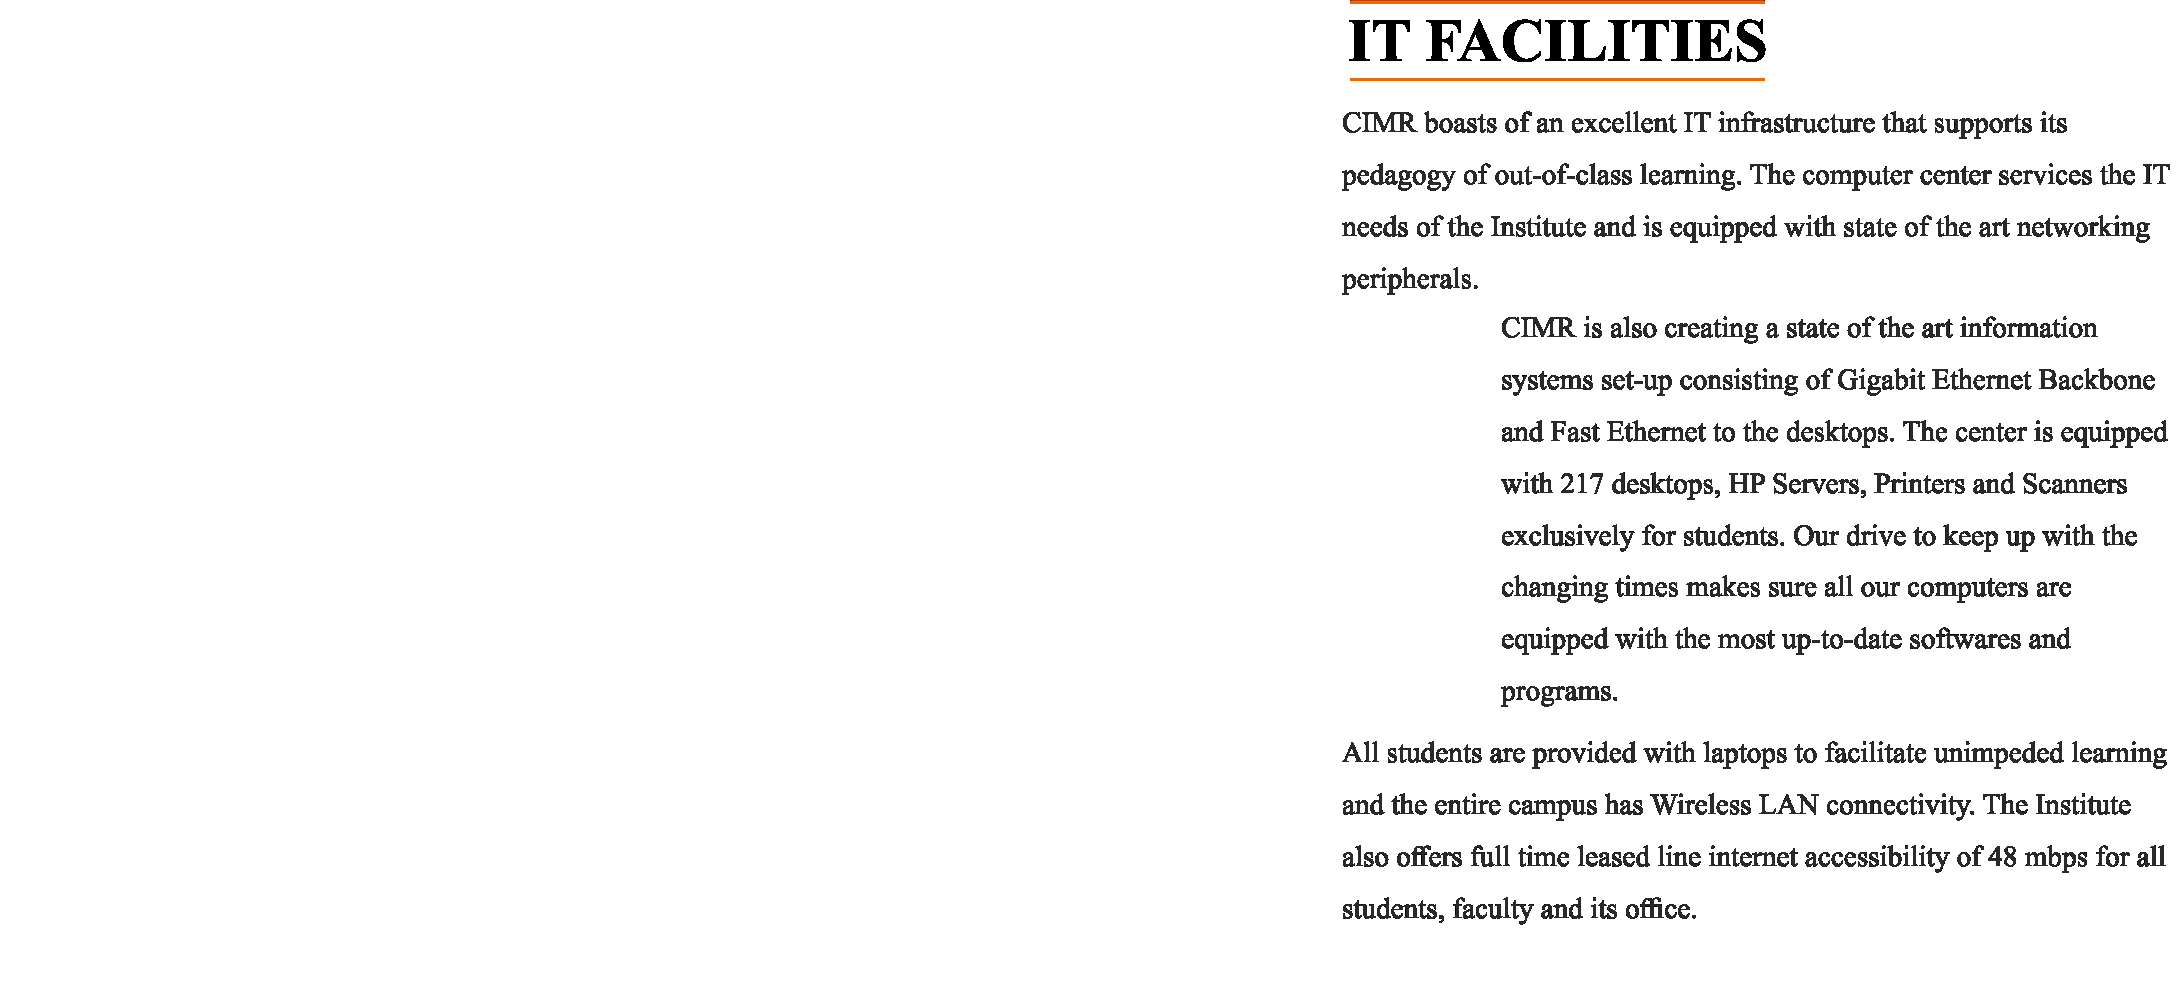 IT FACILITIES
CIMR boasts of an excellent IT infrastructure that supports its
pedagogy of out-of-class learning. The computer center services the IT
needs of the Institute and is equipped with state of the art networking
peripherals.
CIMR is also creating a state of the art information
systems set-up consisting of Gigabit Ethernet Backbone
and Fast Ethernet to the desktops. The center is equipped
with 217 desktops, HP Servers, Printers and Scanners
exclusively for students. Our drive to keep up with the
changing times makes sure all our computers are
equipped with the most up-to-date softwares and
programs.
All students are provided with laptops to facilitate unimpeded learning
and the entire campus has Wireless LAN connectivity. The Institute
also offers full time leased line internet accessibility of 48 mbps for all
students, faculty and its office.